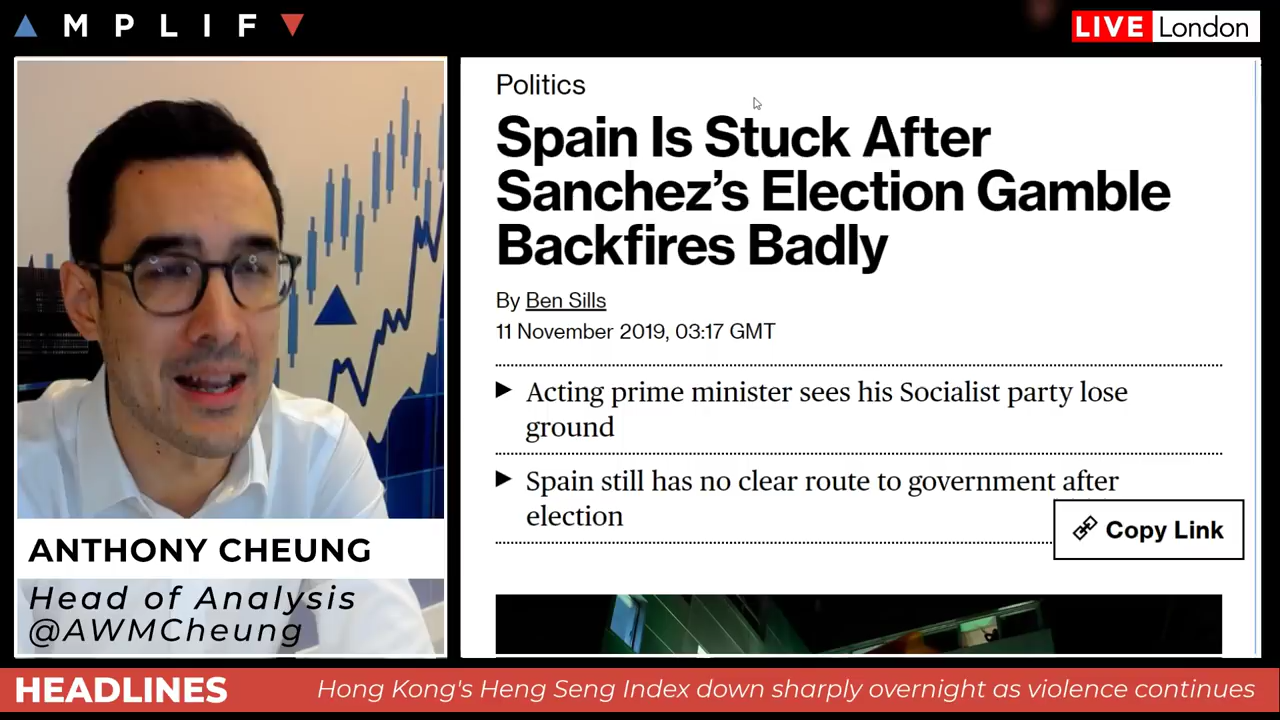 ▲ M P L I F ▼
LIVE London
Politics
Spain Is Stuck After
Sanchez's Election Gamble
Backfires Badly
By Ben Sills
11 November 2019, 03:17 GMT
Acting prime minister sees his Socialist party lose
ground
Spain still has no clear route to government after
election
Copy Link
ANTHONY CHEUNG
Head of Analysis
@AWMCheung
HEADLINES
Hong Kong's Heng Seng Index down sharply overnight as violence continues